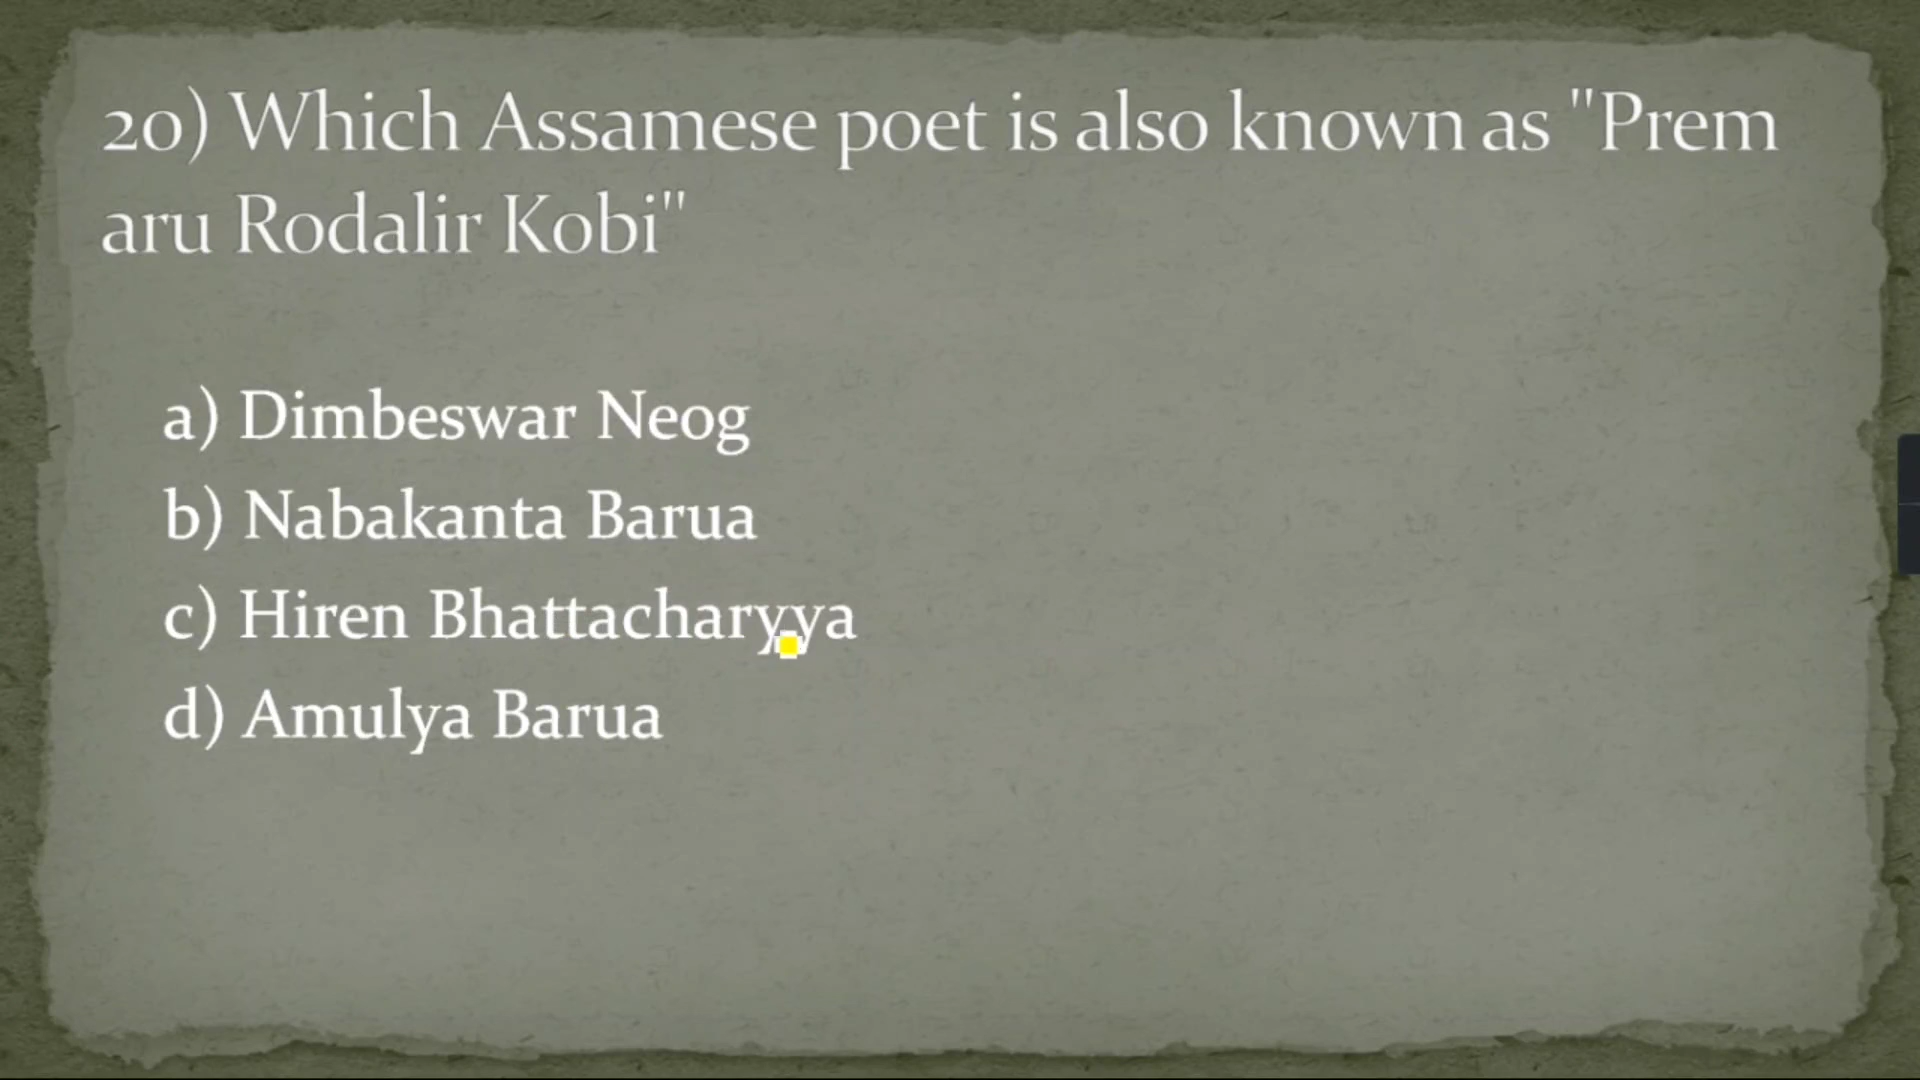 20) Which Assamese poet is also known as "Prem
aru Rodalir Kobi"
a) Dimbeswar Neog
b) Nabakanta Barua
c) Hiren Bhattacharyya
d) Amulya Barua